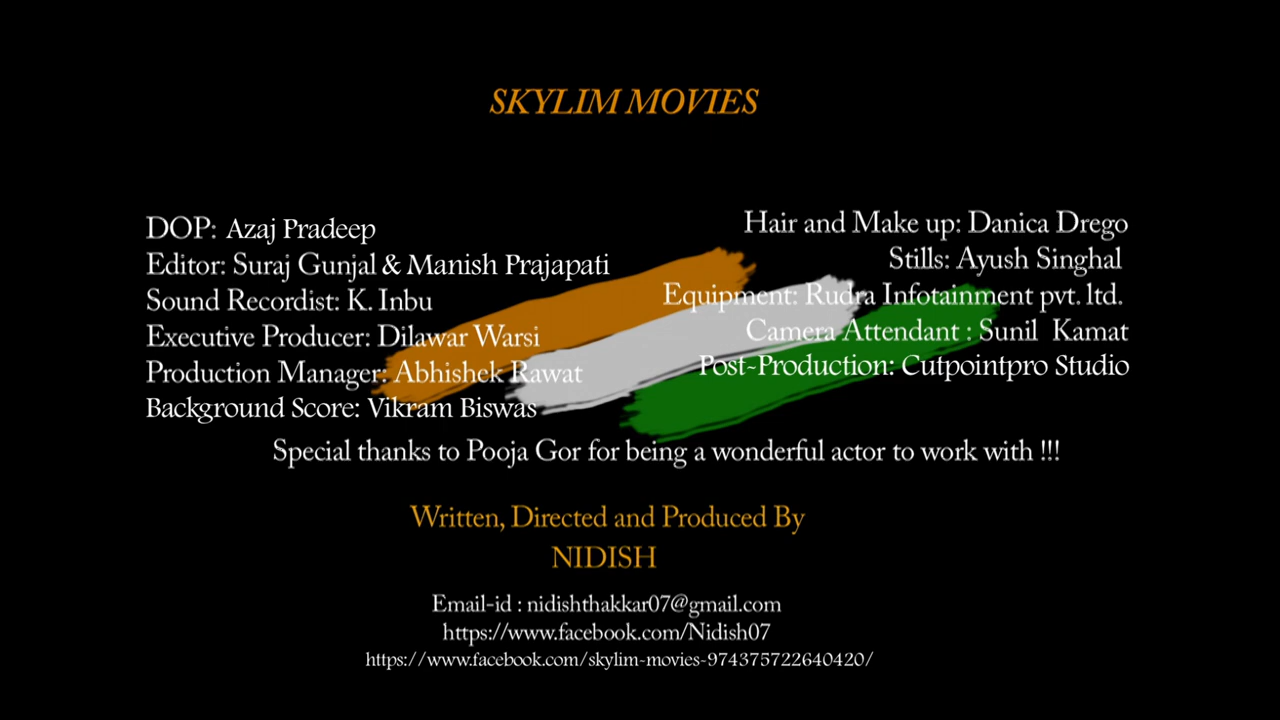 SKYLIM MOVIES
DOP: Azaj Pradeep
Editor: Suraj Gunjal & Manish Prajapati
Sound Recordist: K. Inbu
Executive Producer: Dilawar Warsi
Production Manager: Abhishek Rawat
Background Score: Vikram Biswas
Hair and Make up: Danica Drego
Stills: Ayush Singhal
Equipment: Rudra Infotainment pvt. ltd.
Camera Attendant : Sunil Kamat
Post-Production: Cutpointpro Studio
Special thanks to Pooja Gor for being a wonderful actor to work with !!!
Written, Directed and Produced By
NIDISH
Email-id : nidishthakkar07@gmail.com
https://www.facebook.com/Nidish07
https://www.facebook.com/skylim-movies-974375722640420/